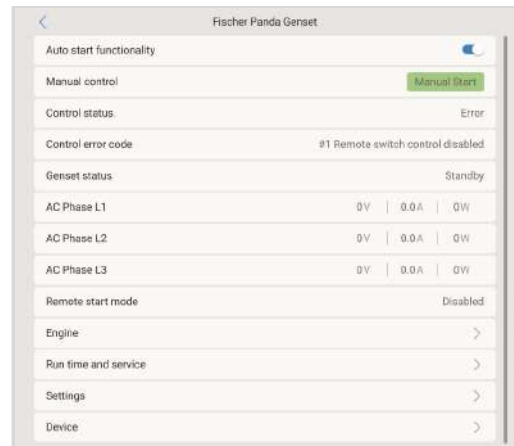 Fischer Panda Genset
Auto start functionality
Manual control Manual Start
Control status Error
Control error code #1 Remote switch control disabled
Genset status Standby
AC Phase L1 0V 0.0A 0W
AC Phase L2 0V 0.0A 0W
AC Phase L3 0V 0.0A 0W
Remote start mode Disabled
Engine
Run time and service
Settings
Device